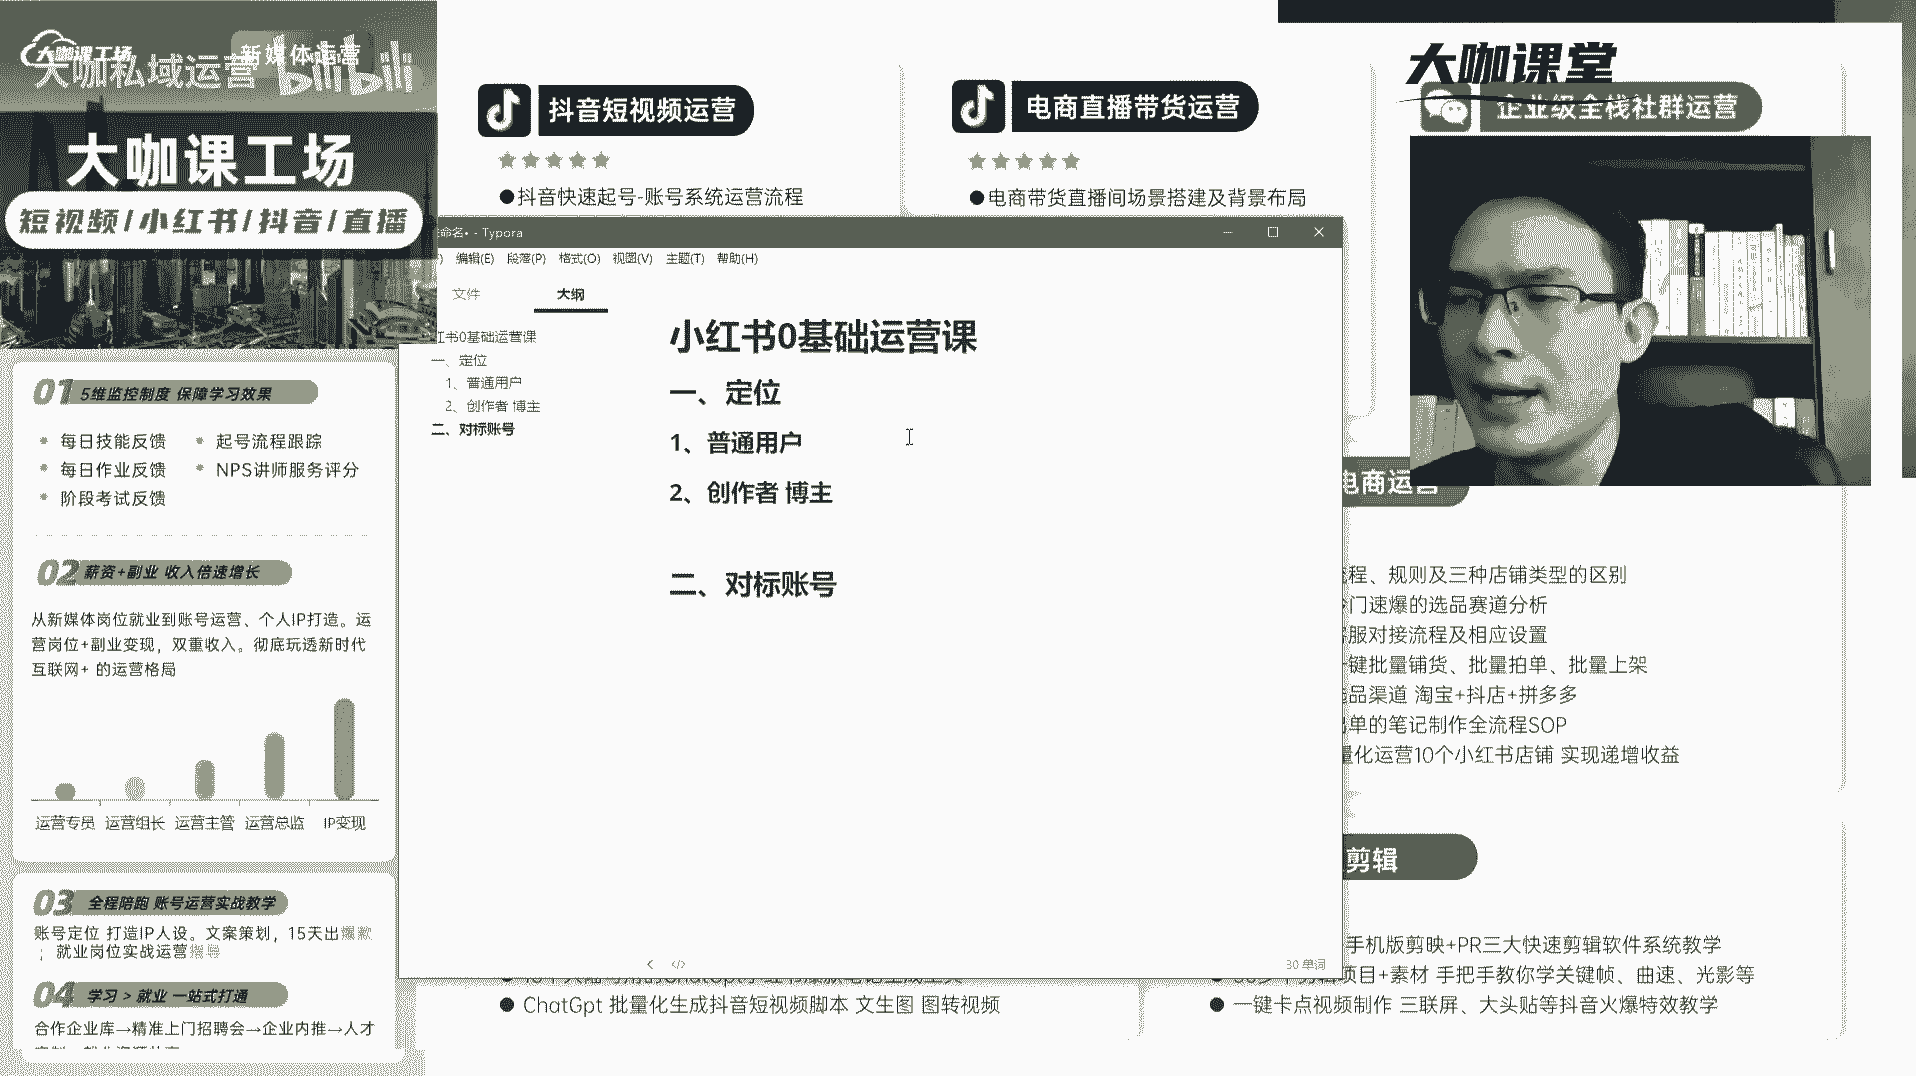 大咖课工场
新媒体运营
大咖私域运营 bilibili
大咖课工场
短视频/小红书/抖音/直播
抖音短视频运营
●抖音快速起号-账号系统运营流程
电商直播带货运营
●电商带货直播间场景搭建及背景布局
大咖课堂
企业级全栈社群运营
01 5维监控制度 保障学习效果
每日技能反馈
起号流程跟踪
每日作业反馈
NPS讲师服务评分
阶段考试反馈
02 薪资+副业 收入倍速增长
从新媒体岗位就业到账号运营、个人IP打造。运
营岗位+副业变现，双重收入。彻底玩透新时代
互联网+ 的运营格局
运营专员 运营组长 运营主管 运营总监 IP变现
03 全程陪跑 账号运营实战教学
账号定位 打造IP人设。文案策划，15天出爆款
；就业岗位实战运营指导
04 学习 > 就业 一站式打通
合作企业库→精准上门招聘会→企业内推→人才
命名• - Typora
编辑(E) 段落(P) 格式(O) 视图(V) 主题(T) 帮助(H)
文件 大纲
红书0基础运营课
一、定位
1、普通用户
2、创作者 博主
二、对标账号
小红书0基础运营课
一、定位
1、普通用户
2、创作者 博主
二、对标账号
30 单词
电商运营
程、规则及三种店铺类型的区别
门速爆的选品赛道分析
服对接流程及相应设置
键批量铺货、批量拍单、批量上架
品渠道 淘宝+抖店+拼多多
单的笔记制作全流程SOP
量化运营10个小红书店铺 实现递增收益
剪辑
手机版剪映+PR三大快速剪辑软件系统教学
项目+素材 手把手教你学关键帧、曲速、光影等
● 一键卡点视频制作 三联屏、大头贴等抖音火爆特效教学
● ChatGpt 批量化生成抖音短视频脚本 文生图 图转视频